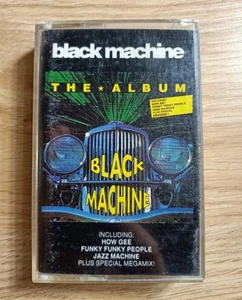 black machine
THE ★ ALBUM
BLACK
MACHINE
INCLUDING:
HOW GEE
FUNKY FUNKY PEOPLE
JAZZ MACHINE
PLUS SPECIAL MEGAMIX!